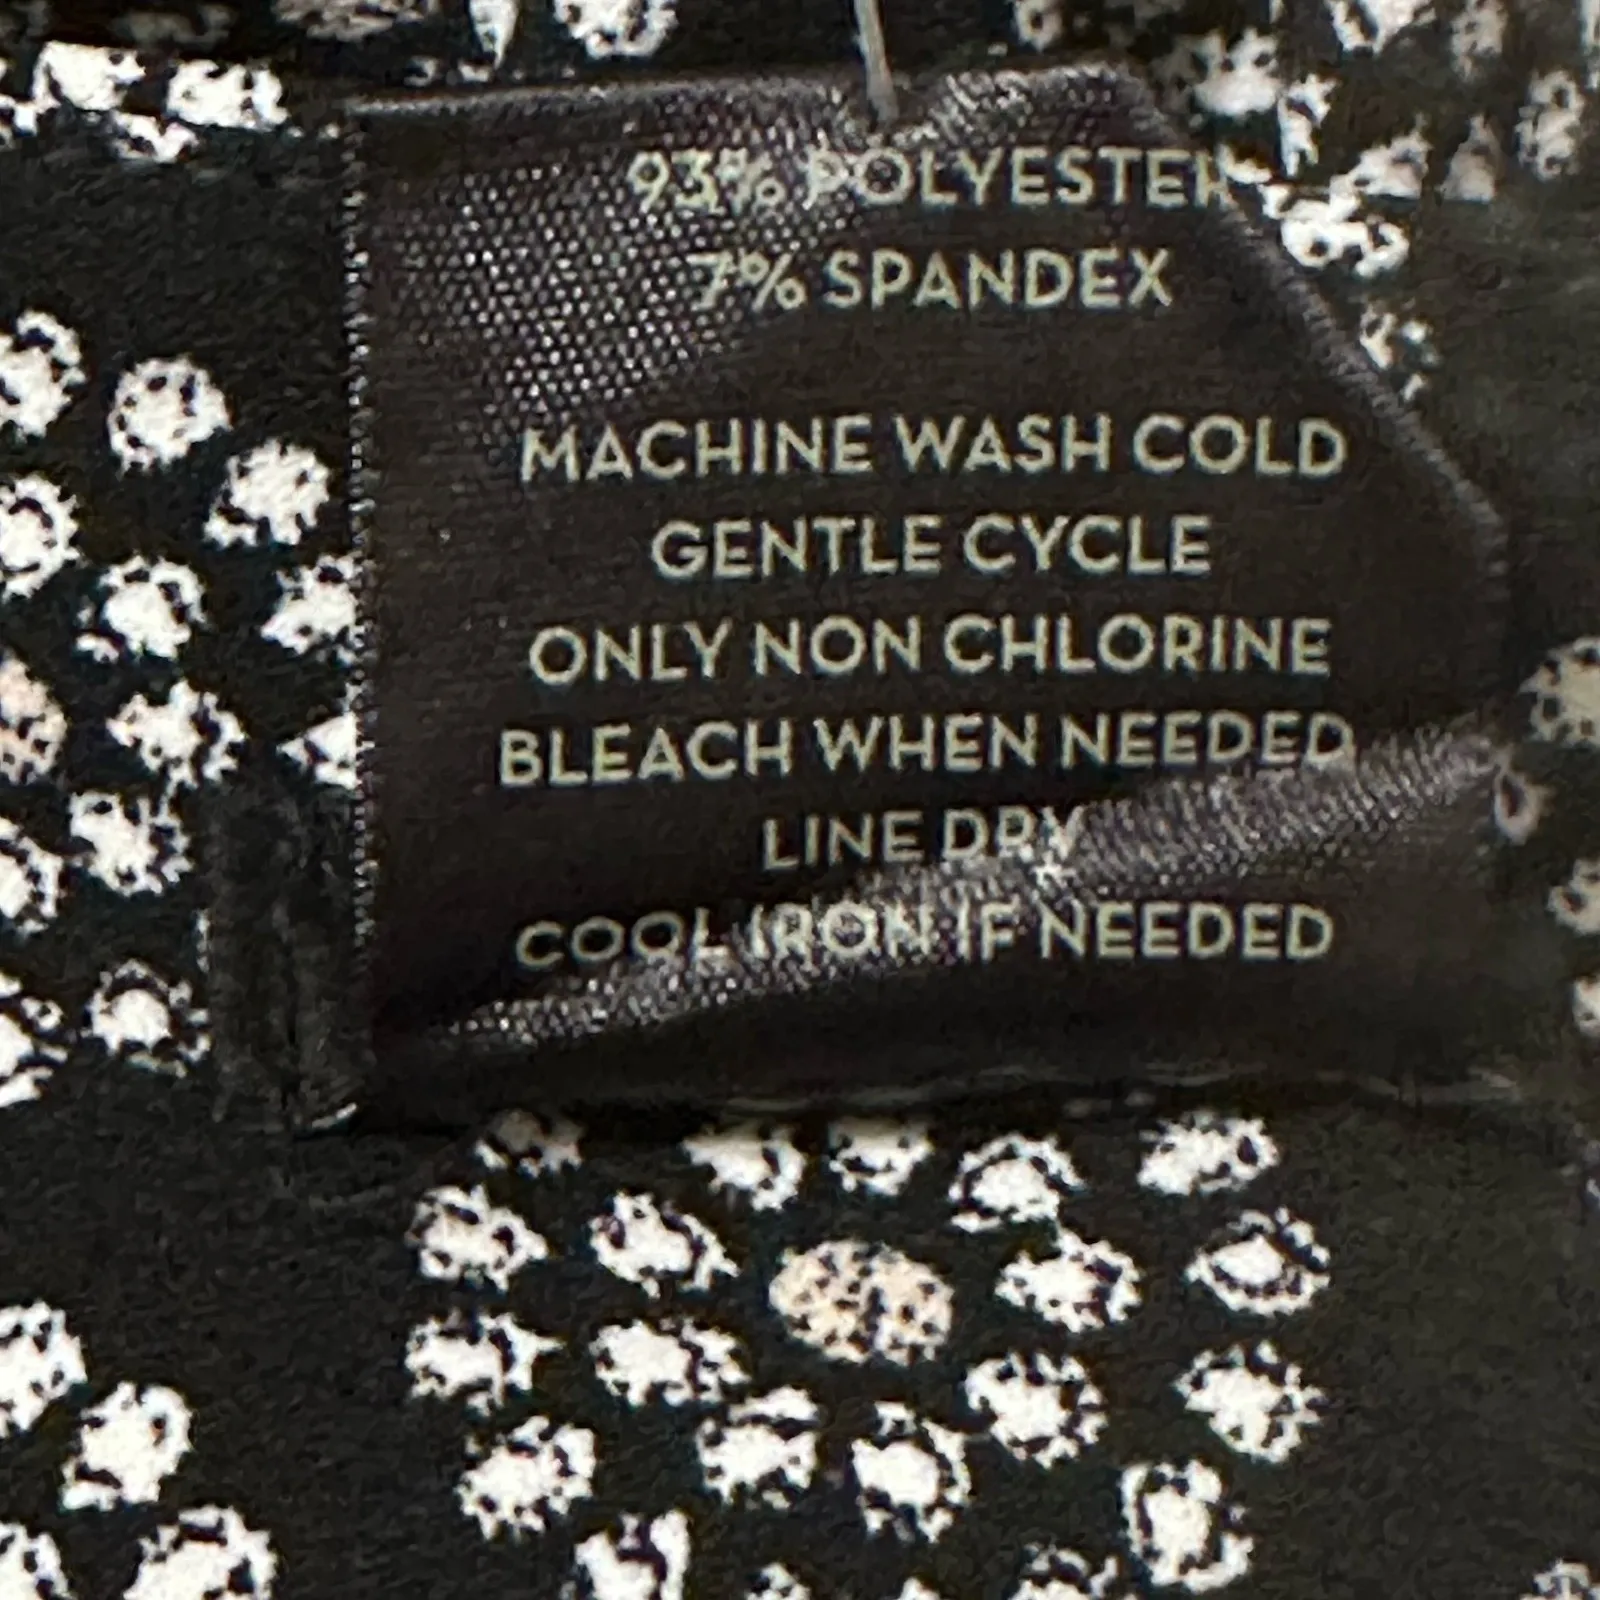 93% POLYESTER
7% SPANDEX
MACHINE WASH COLD
GENTLE CYCLE
ONLY NON CHLORINE
BLEACH WHEN NEEDED
LINE DRY
COOL IRON IF NEEDED